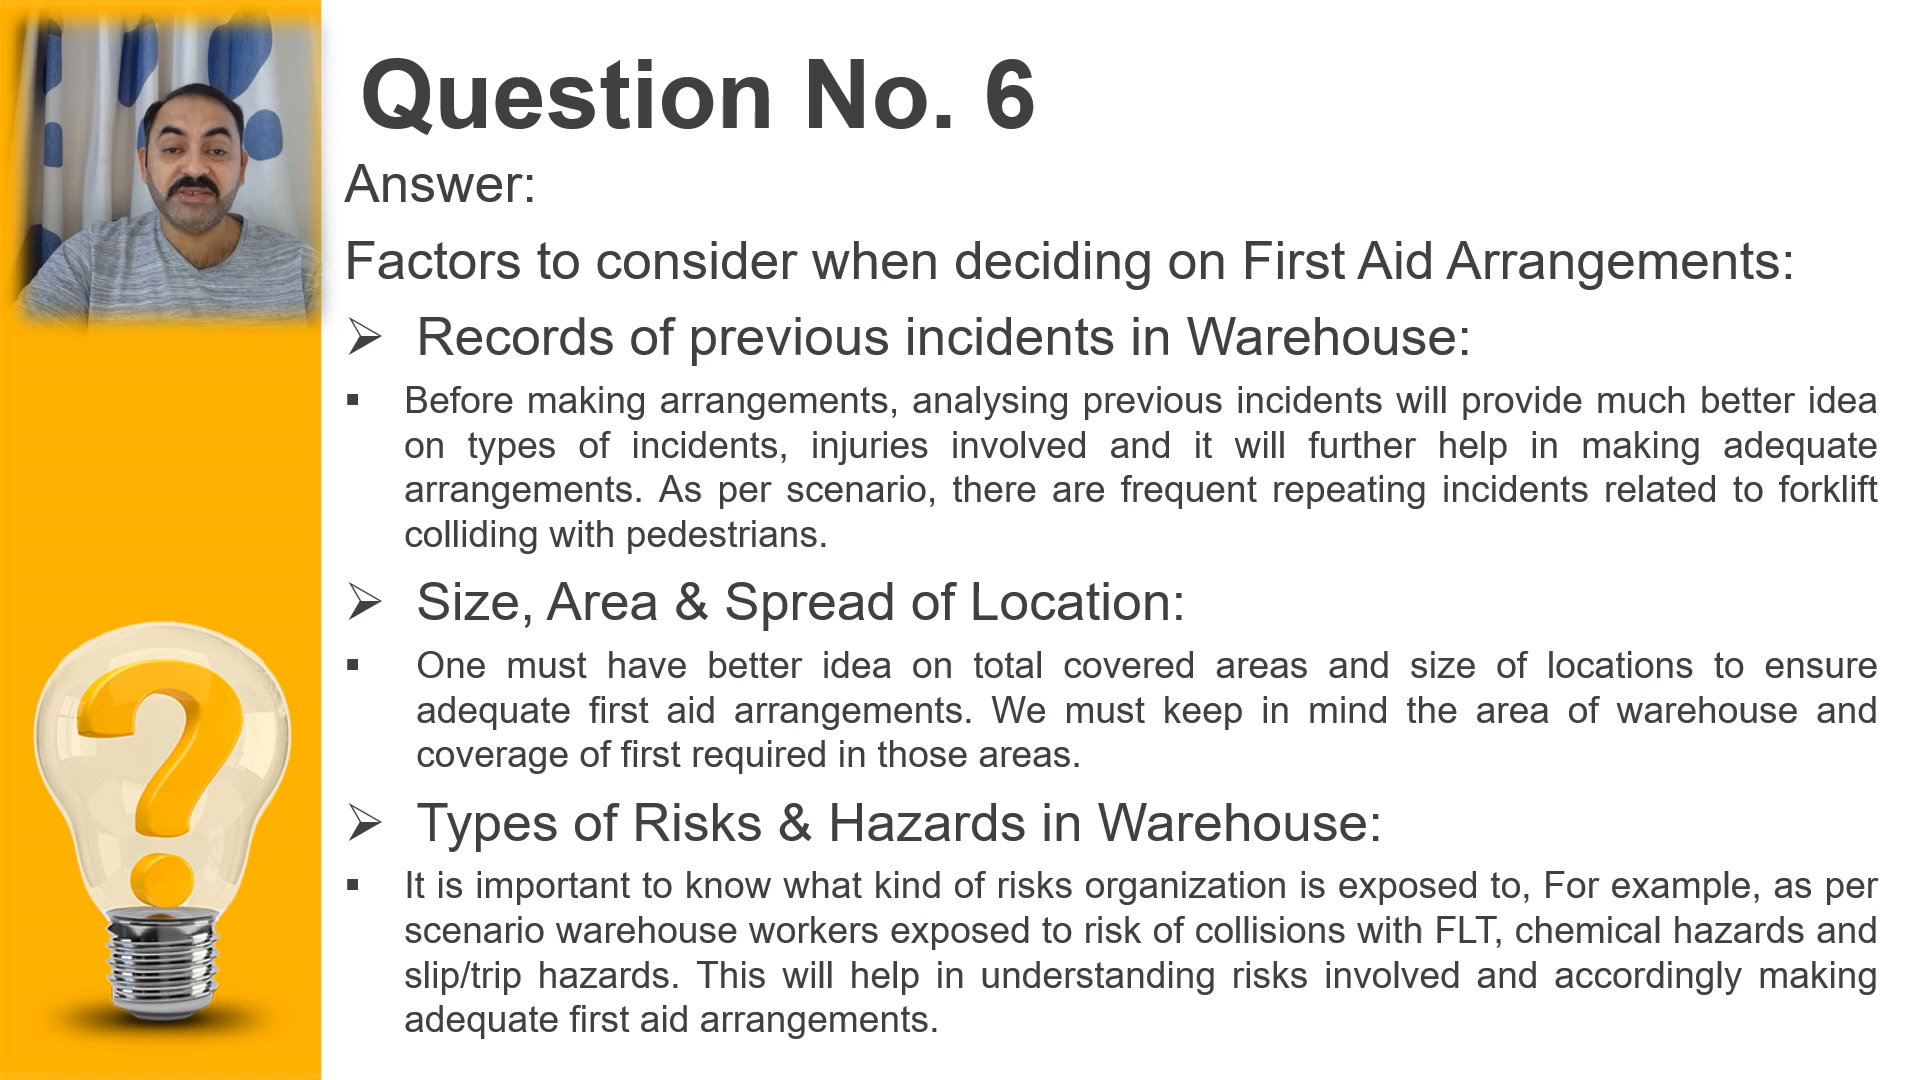 Question No. 6
Answer:
Factors to consider when deciding on First Aid Arrangements:
➢ Records of previous incidents in Warehouse:
▪ Before making arrangements, analysing previous incidents will provide much better idea
on types of incidents, injuries involved and it will further help in making adequate
arrangements. As per scenario, there are frequent repeating incidents related to forklift
colliding with pedestrians.
➢ Size, Area & Spread of Location:
▪ One must have better idea on total covered areas and size of locations to ensure
adequate first aid arrangements. We must keep in mind the area of warehouse and
coverage of first required in those areas.
➢ Types of Risks & Hazards in Warehouse:
▪ It is important to know what kind of risks organization is exposed to, For example, as per
scenario warehouse workers exposed to risk of collisions with FLT, chemical hazards and
slip/trip hazards. This will help in understanding risks involved and accordingly making
adequate first aid arrangements.